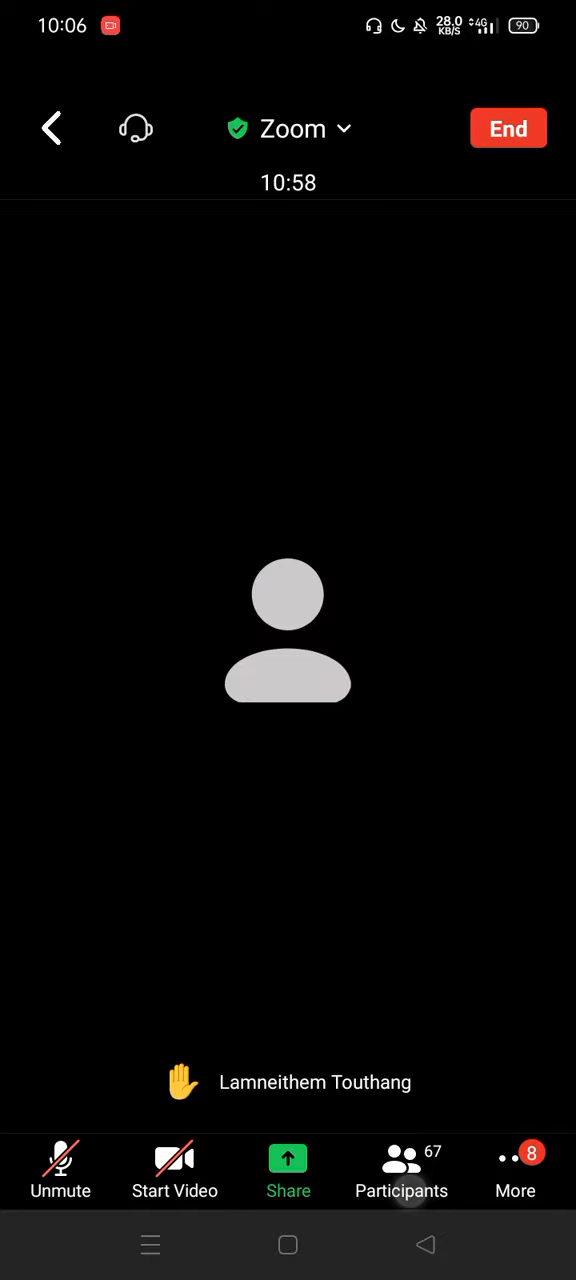 10:06
28.0
KB/S
4G
90
Zoom
End
10:58
Lamneithem Touthang
67
8
Unmute
Start Video
Share
Participants
More